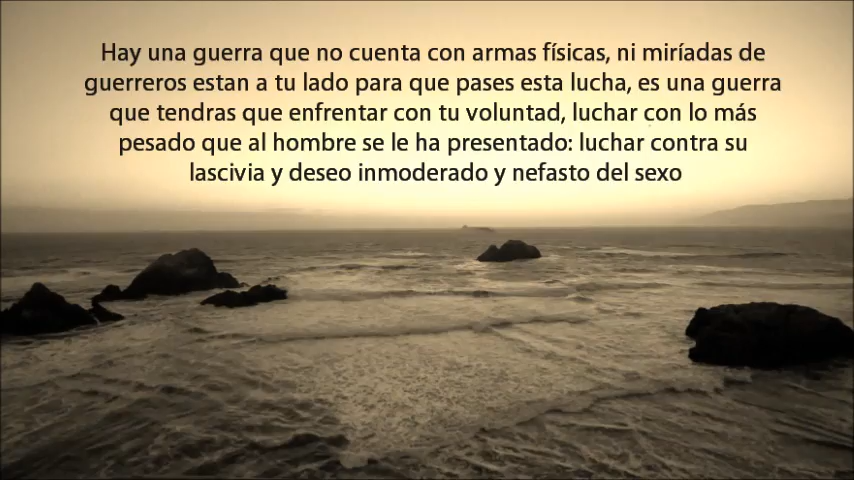 Hay una guerra que no cuenta con armas físicas, ni miríadas de
guerreros estan a tu lado para que pases esta lucha, es una guerra
que tendras que enfrentar con tu voluntad, luchar con lo más
pesado que al hombre se le ha presentado: luchar contra su
lascivia y deseo inmoderado y nefasto del sexo